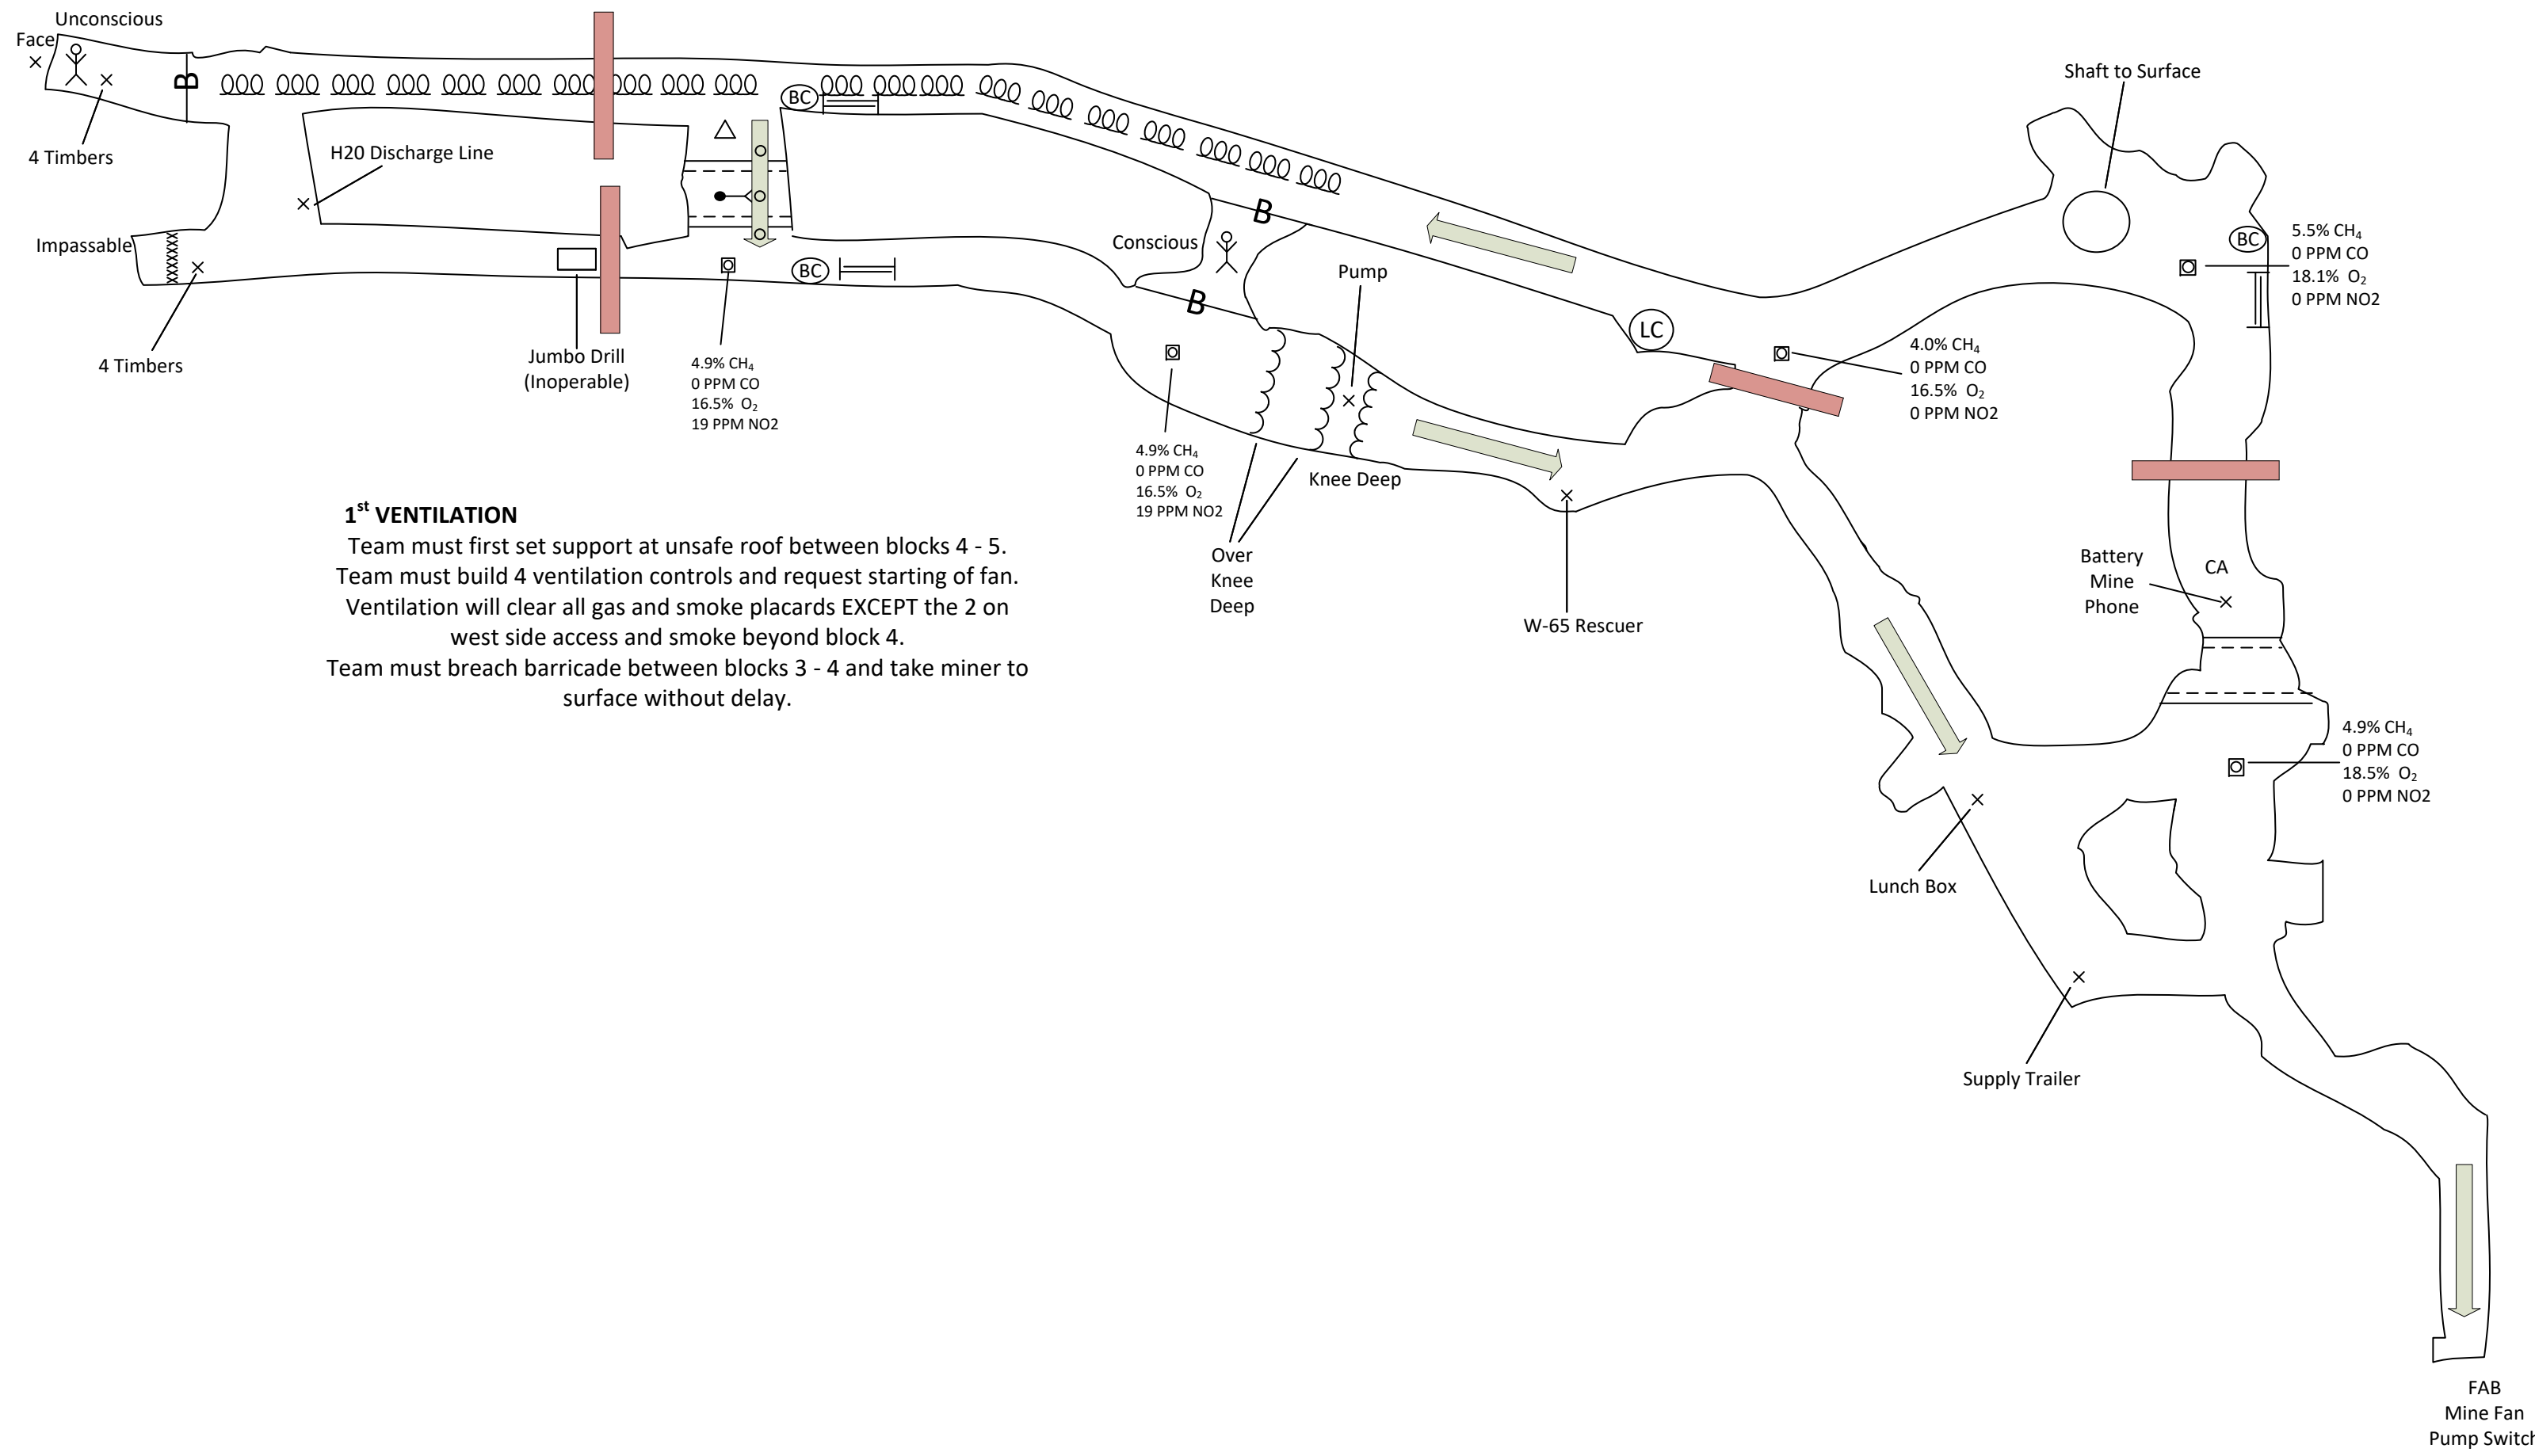 Unconscious
Face
B
4 Timbers
H20 Discharge Line
Impassable
4 Timbers
Jumbo Drill
(Inoperable)
BC
BC
4.9% CH₄
0 PPM CO
16.5% O₂
19 PPM NO2
Conscious
B
B
Pump
4.9% CH₄
0 PPM CO
16.5% O₂
19 PPM NO2
Over
Knee
Deep
Knee Deep
W-65 Rescuer
LC
4.0% CH₄
0 PPM CO
16.5% O₂
0 PPM NO2
Shaft to Surface
BC
5.5% CH₄
0 PPM CO
18.1% O₂
0 PPM NO2
Battery
Mine
Phone
CA
4.9% CH₄
0 PPM CO
18.5% O₂
0 PPM NO2
Lunch Box
Supply Trailer
FAB
Mine Fan
Pump Switch
1st VENTILATION
Team must first set support at unsafe roof between blocks 4 - 5.
Team must build 4 ventilation controls and request starting of fan.
Ventilation will clear all gas and smoke placards EXCEPT the 2 on
west side access and smoke beyond block 4.
Team must breach barricade between blocks 3 - 4 and take miner to
surface without delay.